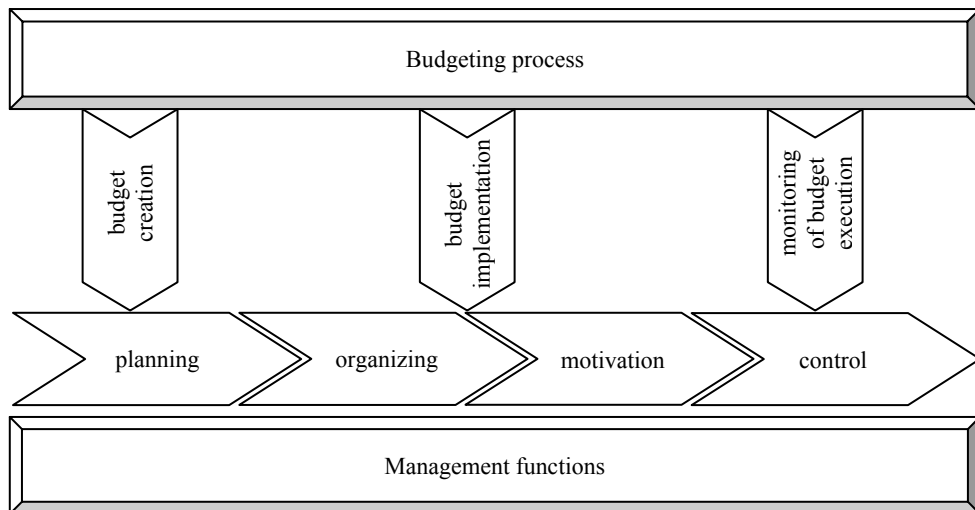 Budgeting process
budget
creation
budget
implementation
monitoring
of budget
execution
planning
organizing
motivation
control
Management functions